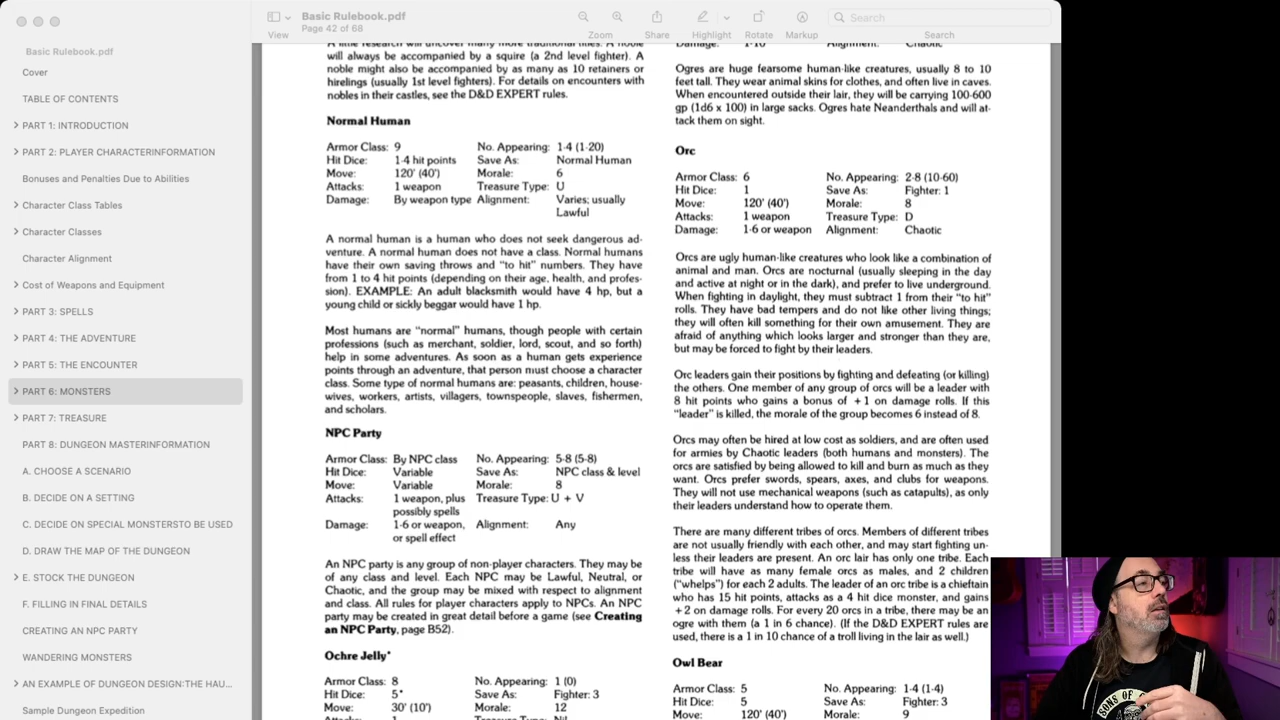 Basic Rulebook.pdf
Page 42 of 68
View
Zoom
Share
Highlight
Rotate
Markup
Search
Search
Basic Rulebook.pdf
Cover
TABLE OF CONTENTS
PART 1: INTRODUCTION
PART 2: PLAYER CHARACTERINFORMATION
Bonuses and Penalties Due to Abilities
Character Class Tables
Character Classes
Character Alignment
Cost of Weapons and Equipment
PART 3: SPELLS
PART 4: THE ADVENTURE
PART 5: THE ENCOUNTER
PART 6: MONSTERS
PART 7: TREASURE
PART 8: DUNGEON MASTERINFORMATION
A. CHOOSE A SCENARIO
B. DECIDE ON A SETTING
C. DECIDE ON SPECIAL MONSTERSTO BE USED
D. DRAW THE MAP OF THE DUNGEON
E. STOCK THE DUNGEON
F. FILLING IN FINAL DETAILS
CREATING AN NPC PARTY
WANDERING MONSTERS
AN EXAMPLE OF DUNGEON DESIGN:THE HAU...
Sample Dungeon Expedition
A little research will uncover many more traditional titles. A noble
will always be accompanied by a squire (a 2nd level fighter). A
noble might also be accompanied by as many as 10 retainers or
hirelings (usually 1st level fighters). For details on encounters with
nobles in their castles, see the D&D EXPERT rules.
Normal Human
Armor Class: 9 No. Appearing: 1-4 (1-20)
Hit Dice: 1-4 hit points Save As: Normal Human
Move: 120' (40') Morale: 6
Attacks: 1 weapon Treasure Type: U
Damage: By weapon type Alignment: Varies; usually
Lawful
A normal human is a human who does not seek dangerous ad-
venture. A normal human does not have a class. Normal humans
have their own saving throws and "to hit" numbers. They have
from 1 to 4 hit points (depending on their age, health, and profes-
sion). EXAMPLE: An adult blacksmith would have 4 hp, but a
young child or sickly beggar would have 1 hp.
Most humans are "normal" humans, though people with certain
professions (such as merchant, soldier, lord, scout, and so forth)
help in some adventures. As soon as a human gets experience
points through an adventure, that person must choose a character
class. Some type of normal humans are: peasants, children, house-
wives, workers, artists, villagers, townspeople, slaves, fishermen,
and scholars.
NPC Party
Armor Class: By NPC class No. Appearing: 5-8 (5-8)
Hit Dice: Variable Save As: NPC class & level
Move: Variable Morale: 8
Attacks: 1 weapon, plus Treasure Type: U + V
possibly spells
Damage: 1-6 or weapon, Alignment: Any
or spell effect
An NPC party is any group of non-player characters. They may be
of any class and level. Each NPC may be Lawful, Neutral, or
Chaotic, and the group may be mixed with respect to alignment
and class. All rules for player characters apply to NPCs. An NPC
party may be created in great detail before a game (see Creating
an NPC Party, page B52).
Ochre Jelly*
Armor Class: 8 No. Appearing: 1 (0)
Hit Dice: 5* Save As: Fighter: 3
Move: 30' (10') Morale: 12
Damage: 1-10 Alignment: Chaotic
Ogres are huge fearsome human-like creatures, usually 8 to 10
feet tall. They wear animal skins for clothes, and often live in caves.
When encountered outside their lair, they will be carrying 100-600
gp (1d6 x 100) in large sacks. Ogres hate Neanderthals and will at-
tack them on sight.
Orc
Armor Class: 6 No. Appearing: 2-8 (10-60)
Hit Dice: 1 Save As: Fighter: 1
Move: 120' (40') Morale: 8
Attacks: 1 weapon Treasure Type: D
Damage: 1-6 or weapon Alignment: Chaotic
Orcs are ugly human-like creatures who look like a combination of
animal and man. Orcs are nocturnal (usually sleeping in the day
and active at night or in the dark), and prefer to live underground.
When fighting in daylight, they must subtract 1 from their "to hit"
rolls. They have bad tempers and do not like other living things;
they will often kill something for their own amusement. They are
afraid of anything which looks larger and stronger than they are,
but may be forced to fight by their leaders.
Orc leaders gain their positions by fighting and defeating (or killing)
the others. One member of any group of orcs will be a leader with
8 hit points who gains a bonus of +1 on damage rolls. If this
"leader" is killed, the morale of the group becomes 6 instead of 8.
Orcs may often be hired at low cost as soldiers, and are often used
for armies by Chaotic leaders (both humans and monsters). The
orcs are satisfied by being allowed to kill and burn as much as they
want. Orcs prefer swords, spears, axes, and clubs for weapons.
They will not use mechanical weapons (such as catapults), as only
their leaders understand how to operate them.
There are many different tribes of orcs. Members of different tribes
are not usually friendly with each other, and may start fighting un-
less their leaders are present. An orc lair has only one tribe. Each
tribe will have as many female orcs as males, and 2 children
("whelps") for each 2 adults. The leader of an orc tribe is a chieftain
who has 15 hit points, attacks as a 4 hit dice monster, and gains
+2 on damage rolls. For every 20 orcs in a tribe, there may be an
ogre with them (a 1 in 6 chance). (If the D&D EXPERT rules are
used, there is a 1 in 10 chance of a troll living in the lair as well.)
Owl Bear
Armor Class: 5 No. Appearing: 1-4 (1-4)
Hit Dice: 5 Save As: Fighter: 3
Move: 120' (40') Morale: 9
SONS OF